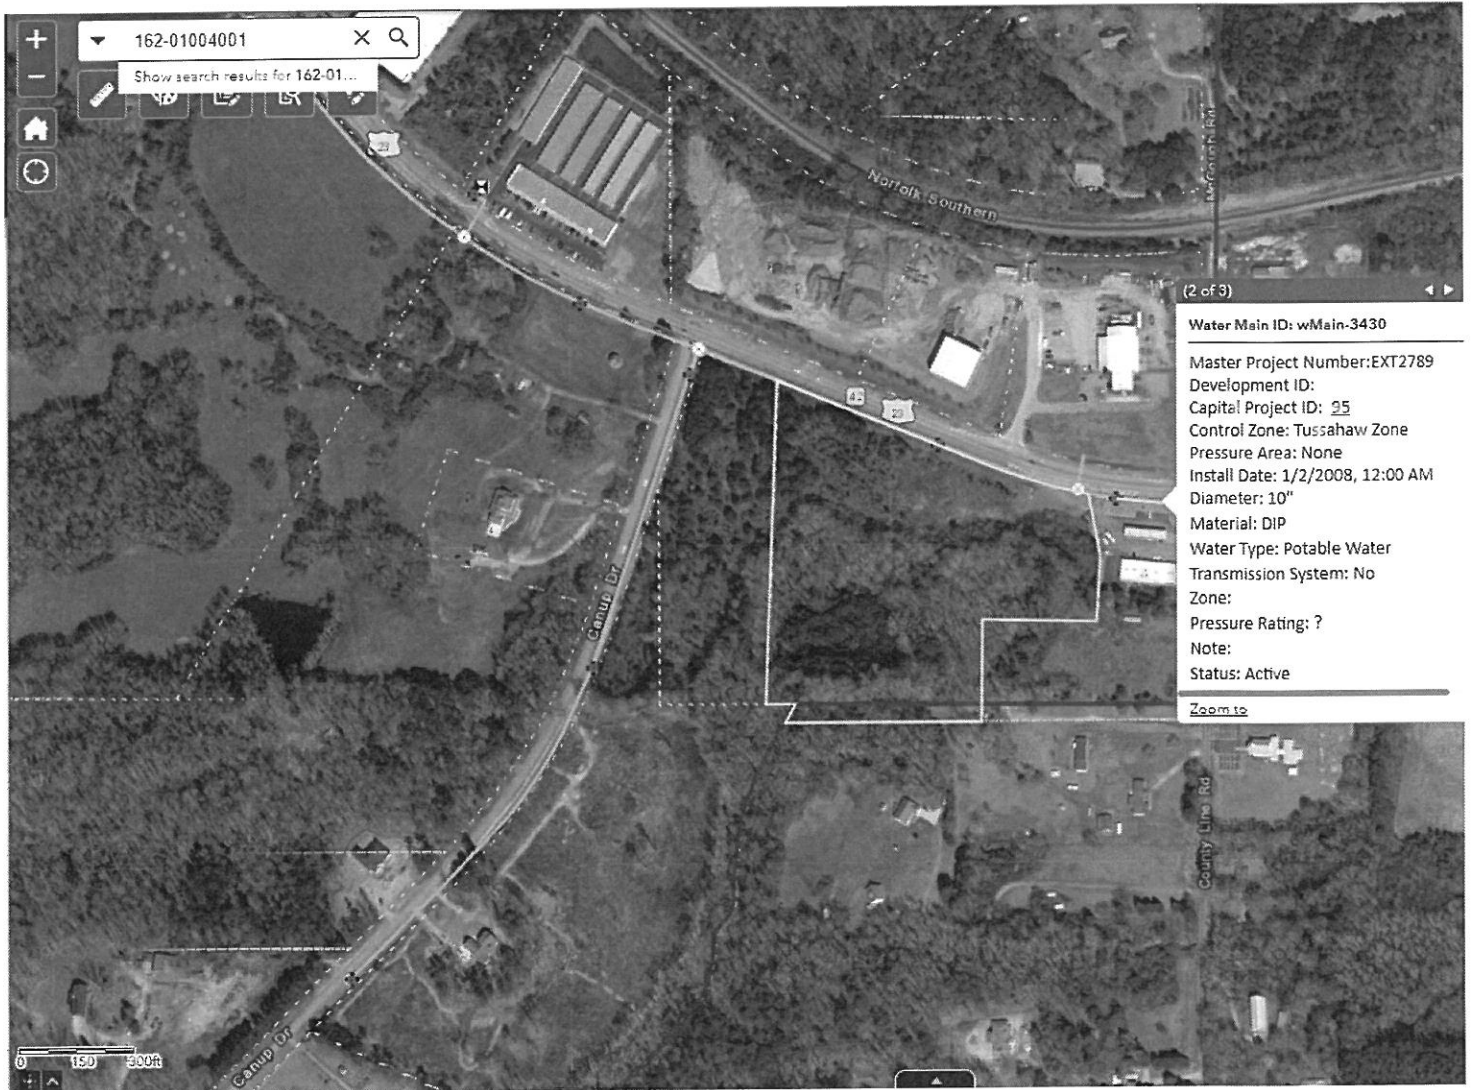 162-01004001
Show search results for 162-01...
23
Norfolk Southern
(2 of 3)
Water Main ID: wMain-3430
Master Project Number:EXT2789
Development ID:
Capital Project ID: 95
Control Zone: Tussahaw Zone
Pressure Area: None
Install Date: 1/2/2008, 12:00 AM
Diameter: 10"
Material: DIP
Water Type: Potable Water
Transmission System: No
Zone:
Pressure Rating: ?
Note:
Status: Active
Zoom to
23
Canup Dr
County Line Rd
Canup Dr
0 150 300ft